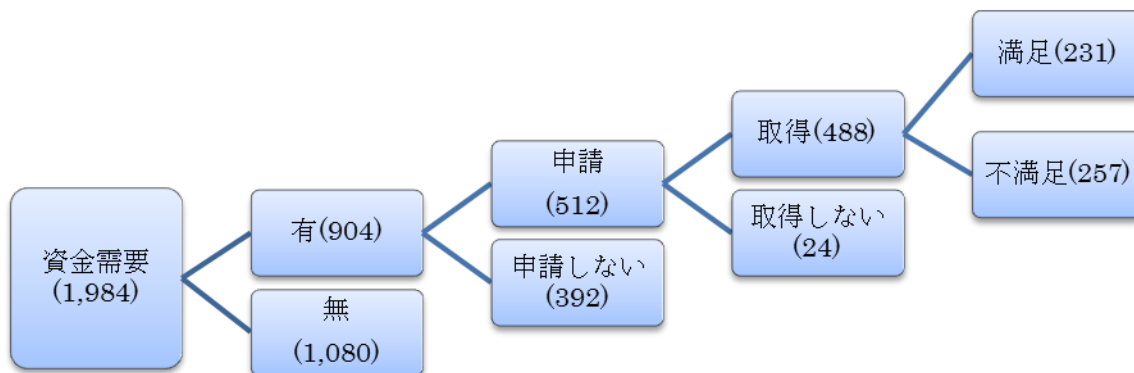 資金需要
(1,984)
有(904)
無
(1,080)
申請
(512)
申請しない
(392)
取得(488)
取得しない
(24)
満足(231)
不満足(257)